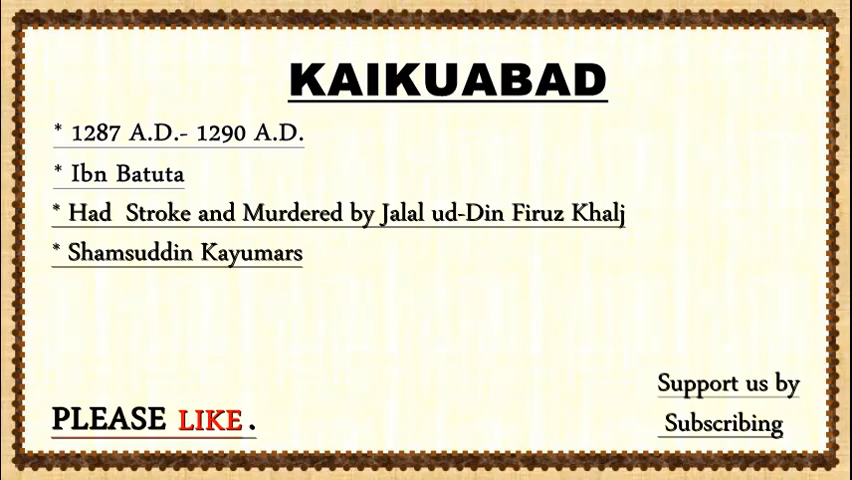 KAIKUABAD
* 1287 A.D.- 1290 A.D.
* Ibn Batuta
* Had Stroke and Murdered by Jalal ud-Din Firuz Khalj
* Shamsuddin Kayumars
Support us by
PLEASE LIKE .
Subscribing